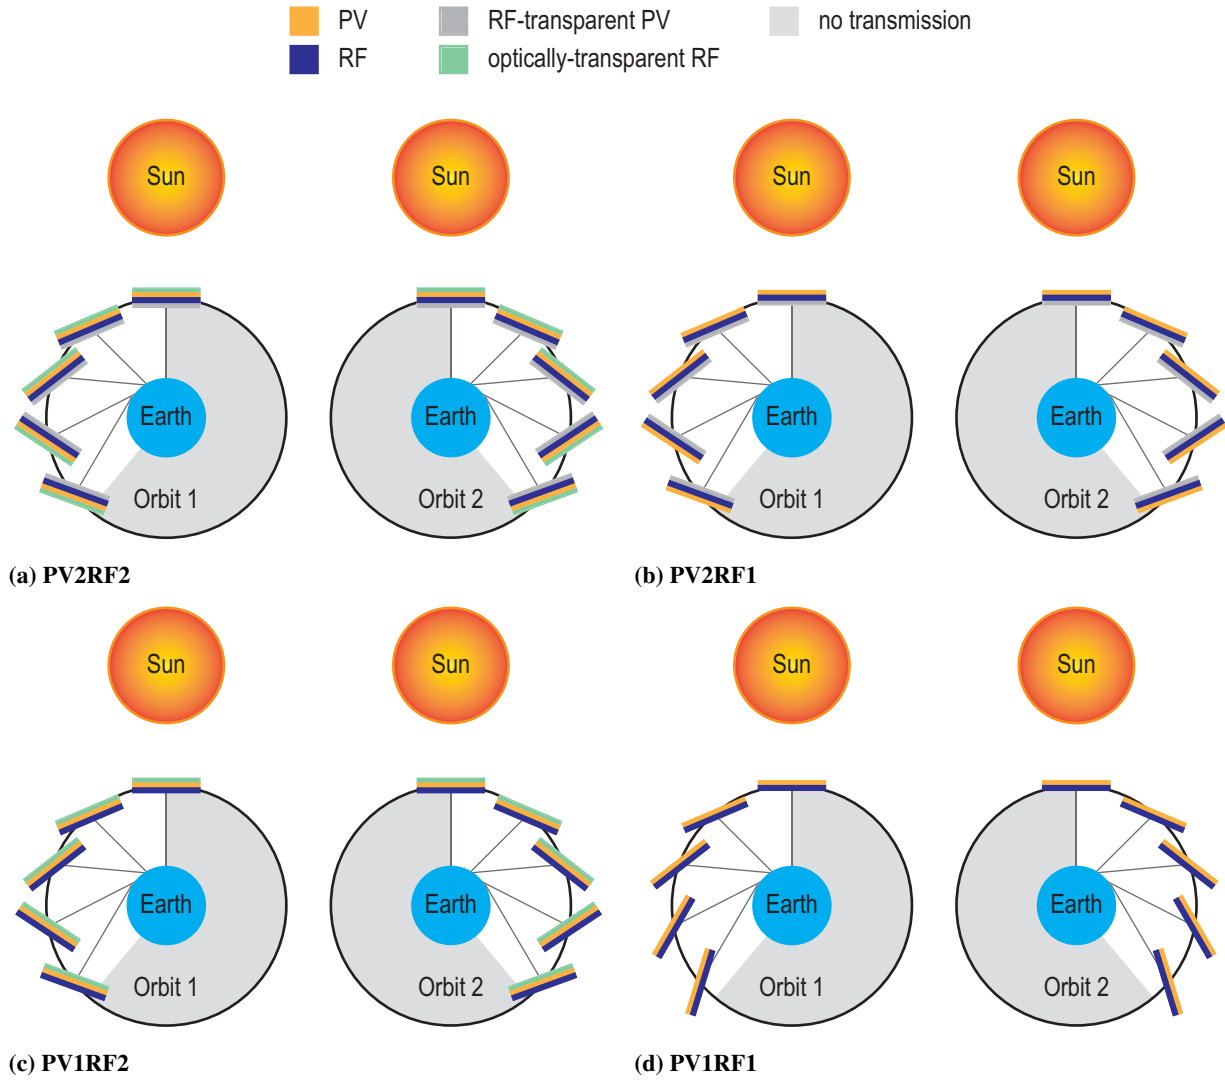 PV
RF-transparent PV
no transmission
RF
optically-transparent RF
Sun
Sun
Sun
Sun
Earth
Earth
Earth
Earth
Orbit 1
Orbit 2
Orbit 1
Orbit 2
(a) PV2RF2
(b) PV2RF1
Sun
Sun
Sun
Sun
Earth
Earth
Earth
Earth
Orbit 1
Orbit 2
Orbit 1
Orbit 2
(c) PV1RF2
(d) PV1RF1